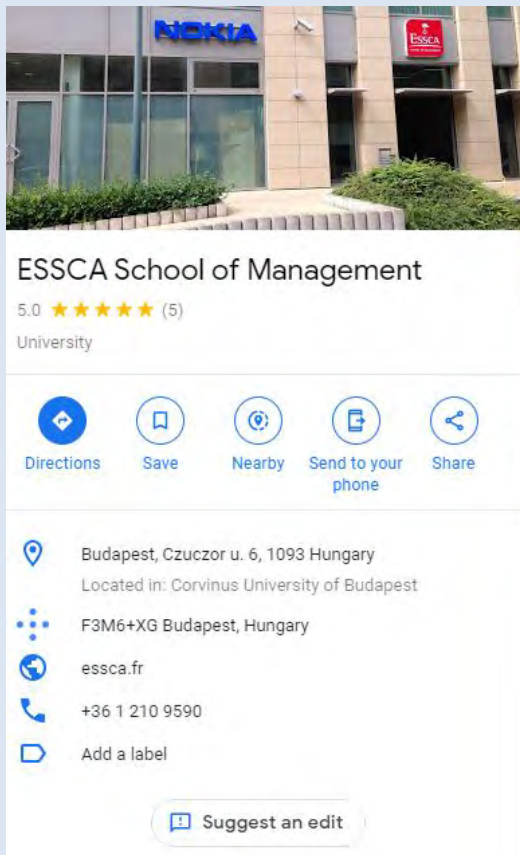 NOKIA
ESSCA
ESSCA School of Management
5.0 (5)
University
Directions
Save
Nearby
Send to your
phone
Share
Budapest, Czuczor u. 6, 1093 Hungary
Located in: Corvinus University of Budapest
F3M6+XG Budapest, Hungary
essca.fr
+36 1 210 9590
Add a label
Suggest an edit